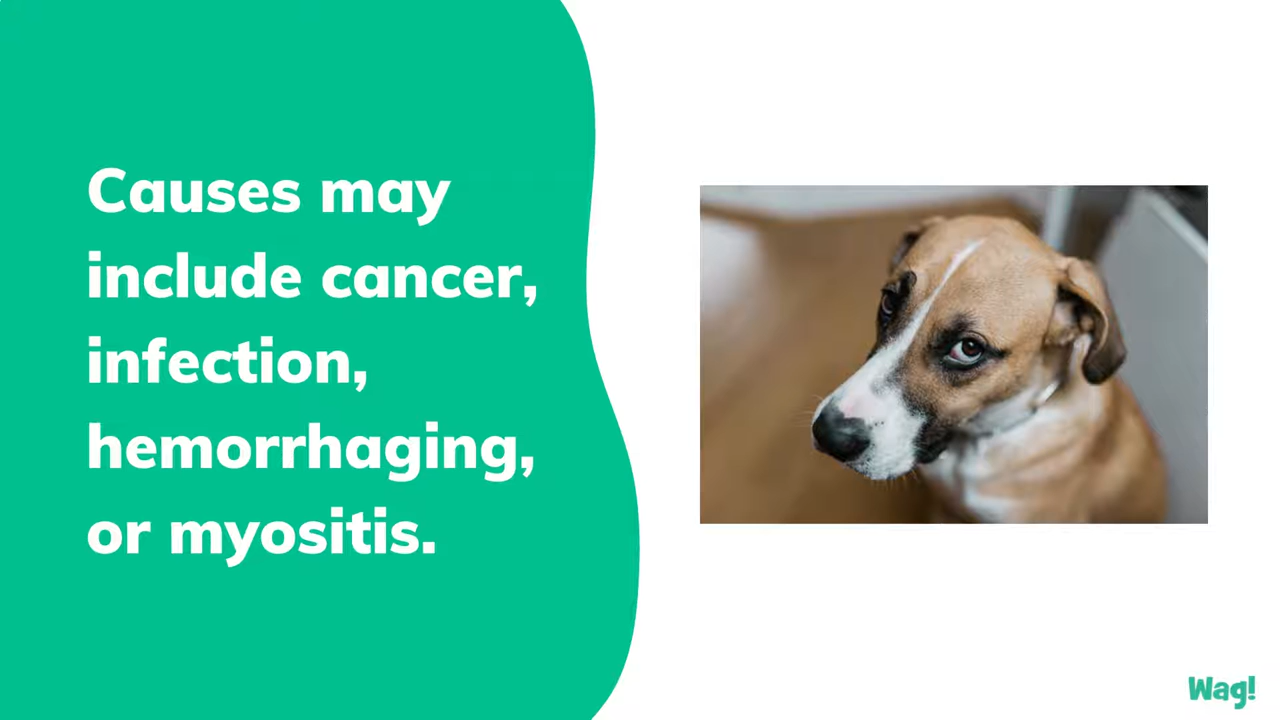 Causes may
include cancer,
infection,
hemorrhaging,
or myositis.
Wag!